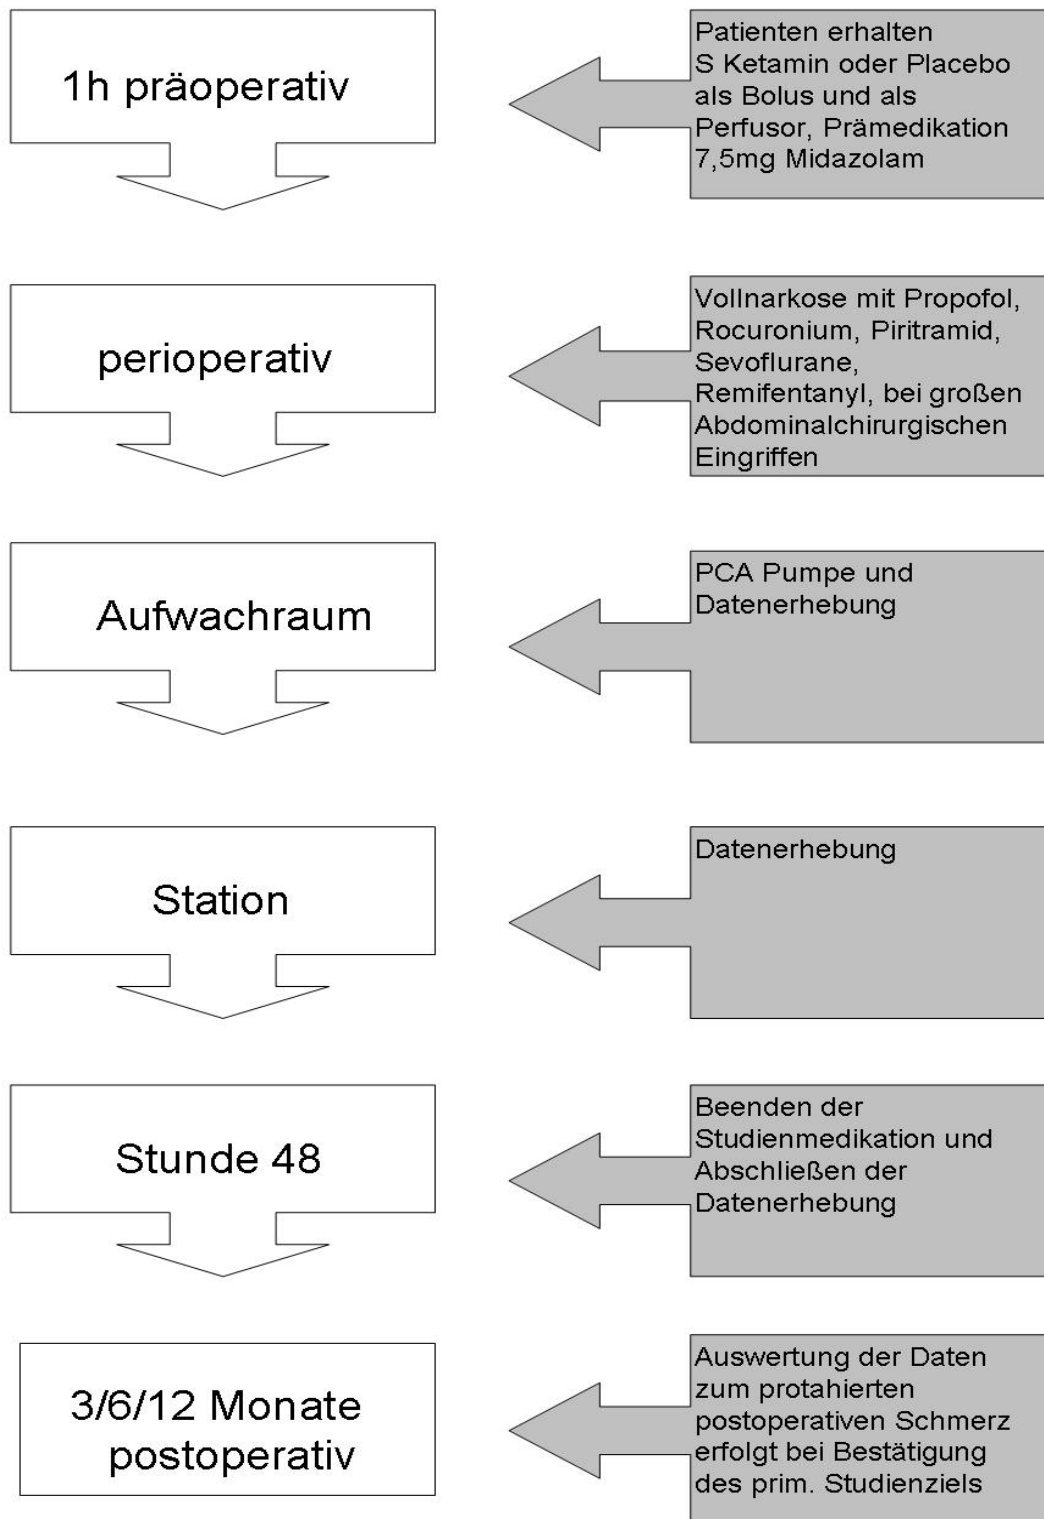 1h präoperativ
Patienten erhalten
S Ketamin oder Placebo
als Bolus und als
Perfusor, Prämedikation
7,5mg Midazolam
perioperativ
Vollnarkose mit Propofol,
Rocuronium, Piritramid,
Sevoflurane,
Remifentanyl, bei großen
Abdominalchirurgischen
Eingriffen
Aufwachraum
PCA Pumpe und
Datenerhebung
Station
Datenerhebung
Stunde 48
Beenden der
Studienmedikation und
Abschließen der
Datenerhebung
3/6/12 Monate
postoperativ
Auswertung der Daten
zum protahierten
postoperativen Schmerz
erfolgt bei Bestätigung
des prim. Studienziels